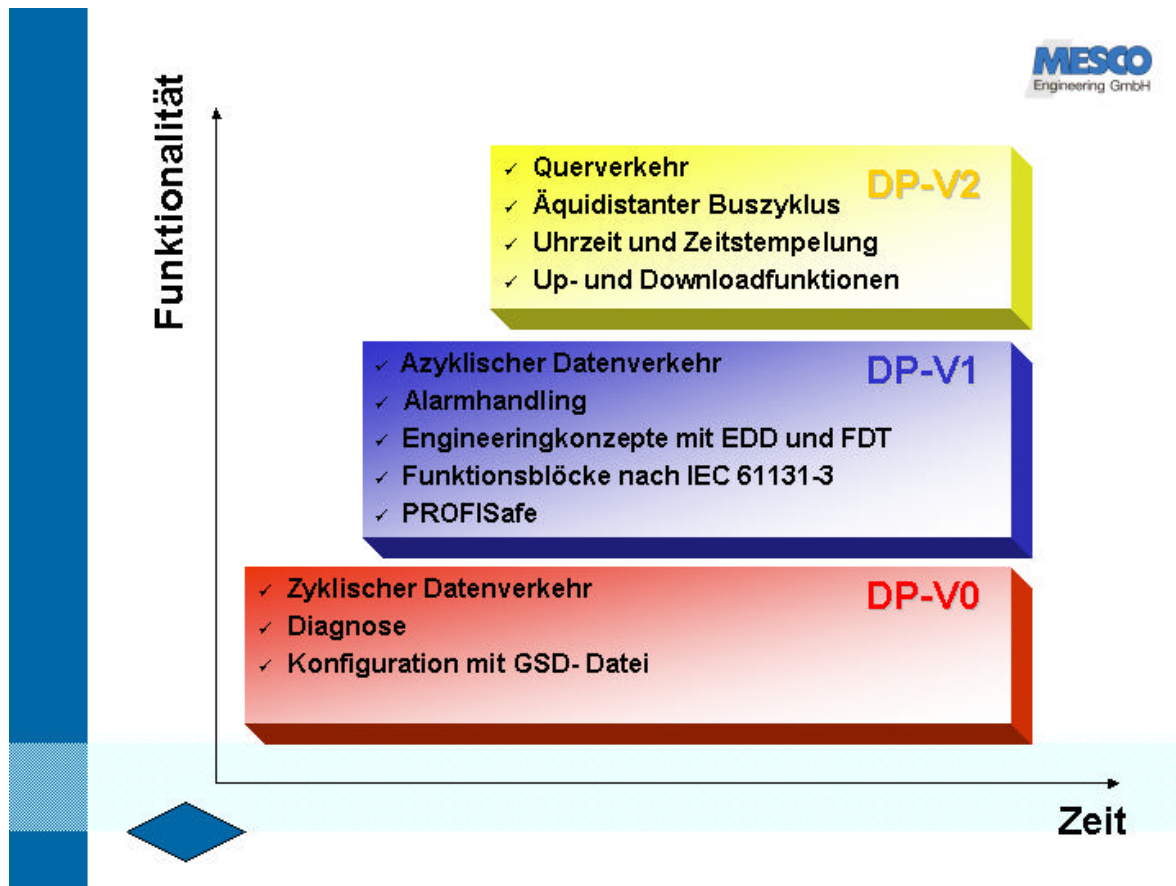 MESCO
Engineering GmbH
Funktionalität
✓ Querverkehr
DP-V2
✓ Äquidistanter Buszyklus
✓ Uhrzeit und Zeitstempelung
✓ Up- und Downloadfunktionen
✓ Azyklischer Datenverkehr
DP-V1
✓ Alarmhandling
✓ Engineeringkonzepte mit EDD und FDT
✓ Funktionsblöcke nach IEC 61131-3
✓ PROFISafe
✓ Zyklischer Datenverkehr
DP-V0
✓ Diagnose
✓ Konfiguration mit GSD- Datei
Zeit